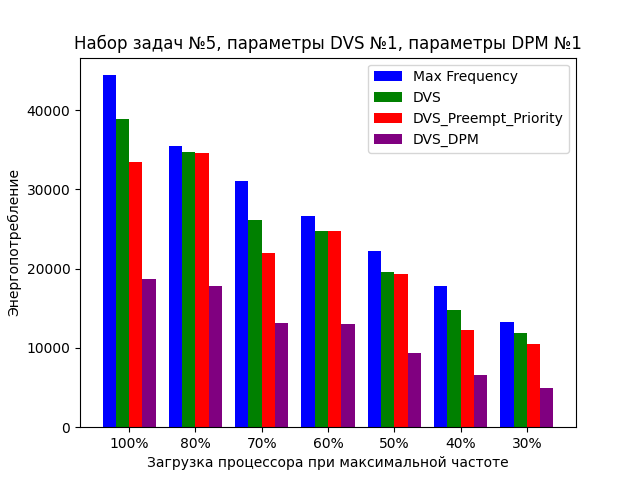 Набор задач №5, параметры DVS №1, параметры DPM №1
Max Frequency
DVS
DVS_Preempt_Priority
DVS_DPM
Энергопотребление
40000
30000
20000
10000
0
100% 80% 70% 60% 50% 40% 30%
Загрузка процессора при максимальной частоте